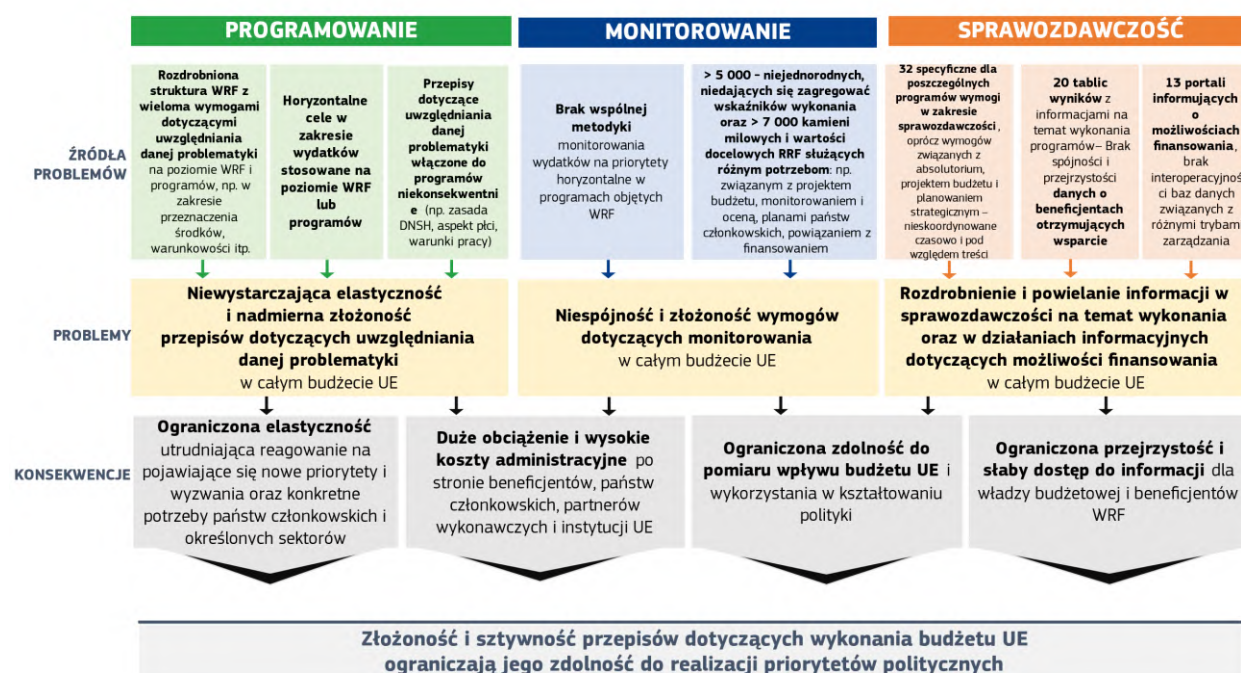 PROGRAMOWANIE
MONITOROWANIE
SPRAWOZDAWCZOŚĆ
ŹRÓDŁA
PROBLEMÓW
Rozdrobniona
struktura WRF z
wieloma wymogami
dotyczącymi
uwzględniania
danej problematyki
na poziomie WRF i
programów, np. w
zakresie
przeznaczenia
środków,
warunkowości itp.
Horyzontalne
cele w
zakresie
wydatków
stosowane na
poziomie WRF
lub
programów
Przepisy
dotyczące
uwzględniania
danej
problematyki
włączone do
programów
niekonsekwentni
e (np. zasada
DNSH, aspekt płci,
warunki pracy)
Brak wspólnej
metodyki
monitorowania
wydatków na priorytety
horyzontalne w
programach objętych
WRF
> 5 000 – niejednorodnych,
niedających się zagregować
wskaźników wykonania
oraz > 7 000 kamieni
milowych i wartości
docelowych RRF służących
różnym potrzebom: np.
związanym z projektem
budżetu, monitorowaniem i
oceną, planami państw
członkowskich, powiązaniem z
finansowaniem
32 specyficzne dla
poszczególnych
programów wymogi
w zakresie
sprawozdawczości,
oprócz wymogów
związanych z
absolutorium,
projektem budżetu i
planowaniem
strategicznym –
nieskoordynowane
czasowo i pod
względem treści
20 tablic
wyników z
informacjami na
temat wykonania
programów– Brak
spójności i
przejrzystości
danych o
beneficjentach
otrzymujących
wsparcie
13 portali
informujących
o
możliwościach
finansowania,
brak
interoperacyjnoś
ci baz danych
związanych z
różnymi trybam
zarządzania
PROBLEMY
Niewystarczająca elastyczność
i nadmierna złożoność
przepisów dotyczących uwzględniania
danej problematyki
w całym budżecie UE
Niespójność i złożoność wymogów
dotyczących monitorowania
w całym budżecie UE
Rozdrobnienie i powielanie informacji w
sprawozdawczości na temat wykonania
oraz w działaniach informacyjnych
dotyczących możliwości finansowania
w całym budżecie UE
KONSEKWENCJE
Ograniczona elastyczność
utrudniająca reagowanie na
pojawiające się nowe priorytety i
wyzwania oraz konkretne
potrzeby państw członkowskich i
określonych sektorów
Duże obciążenie i wysokie
koszty administracyjne po
stronie beneficjentów, państw
członkowskich, partnerów
wykonawczych i instytucji UE
Ograniczona zdolność do
pomiaru wpływu budżetu UE i
wykorzystania w kształtowaniu
polityki
Ograniczona przejrzystość i
słaby dostęp do informacji dla
władzy budżetowej i beneficjentów
WRF
Złożoność i sztywność przepisów dotyczących wykonania budżetu UE
ograniczają jego zdolność do realizacji priorytetów politycznych